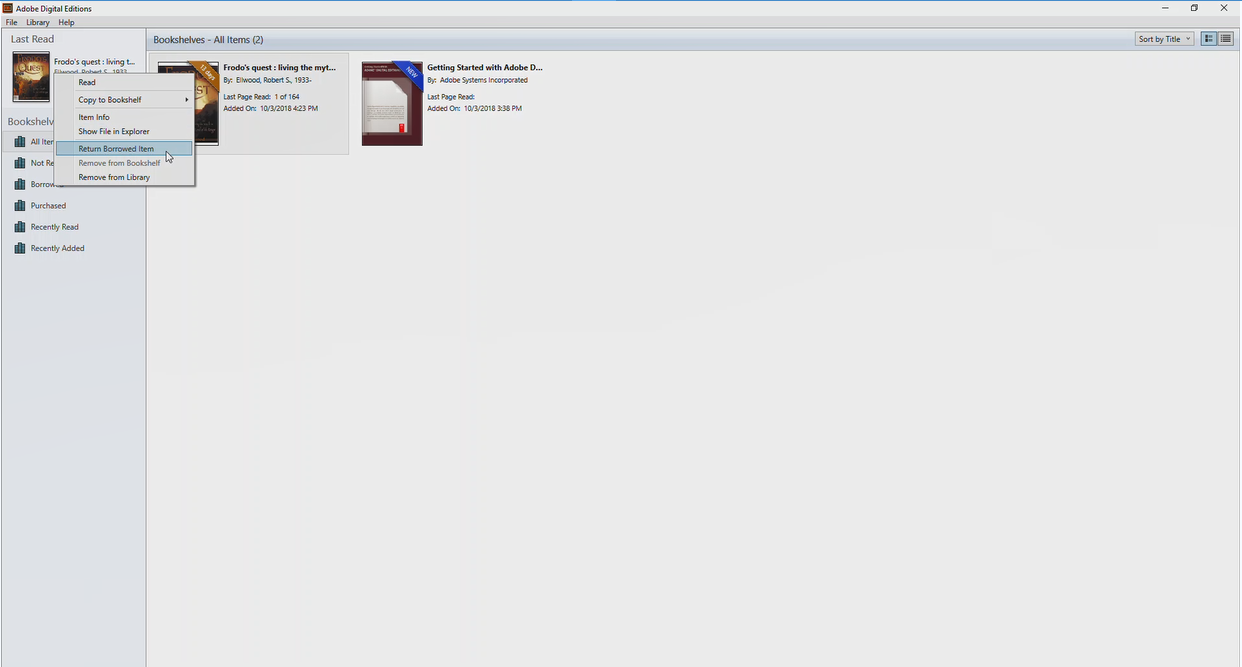 Adobe Digital Editions
File Library Help
Last Read
Frodo's quest : living t...
Ellwood, Robert S., 1933-
Read
Copy to Bookshelf
Item Info
Show File in Explorer
Return Borrowed Item
Remove from Bookshelf
Remove from Library
Bookshelv
All Iten
Not Re
Borrow
Purchased
Recently Read
Recently Added
Bookshelves - All Items (2)
Sort by Title
13 days
Frodo's quest : living the myt...
By: Ellwood, Robert S., 1933-
Last Page Read: 1 of 164
Added On: 10/3/2018 4:23 PM
NEW
Getting Started with Adobe D...
By: Adobe Systems Incorporated
Last Page Read:
Added On: 10/3/2018 3:38 PM